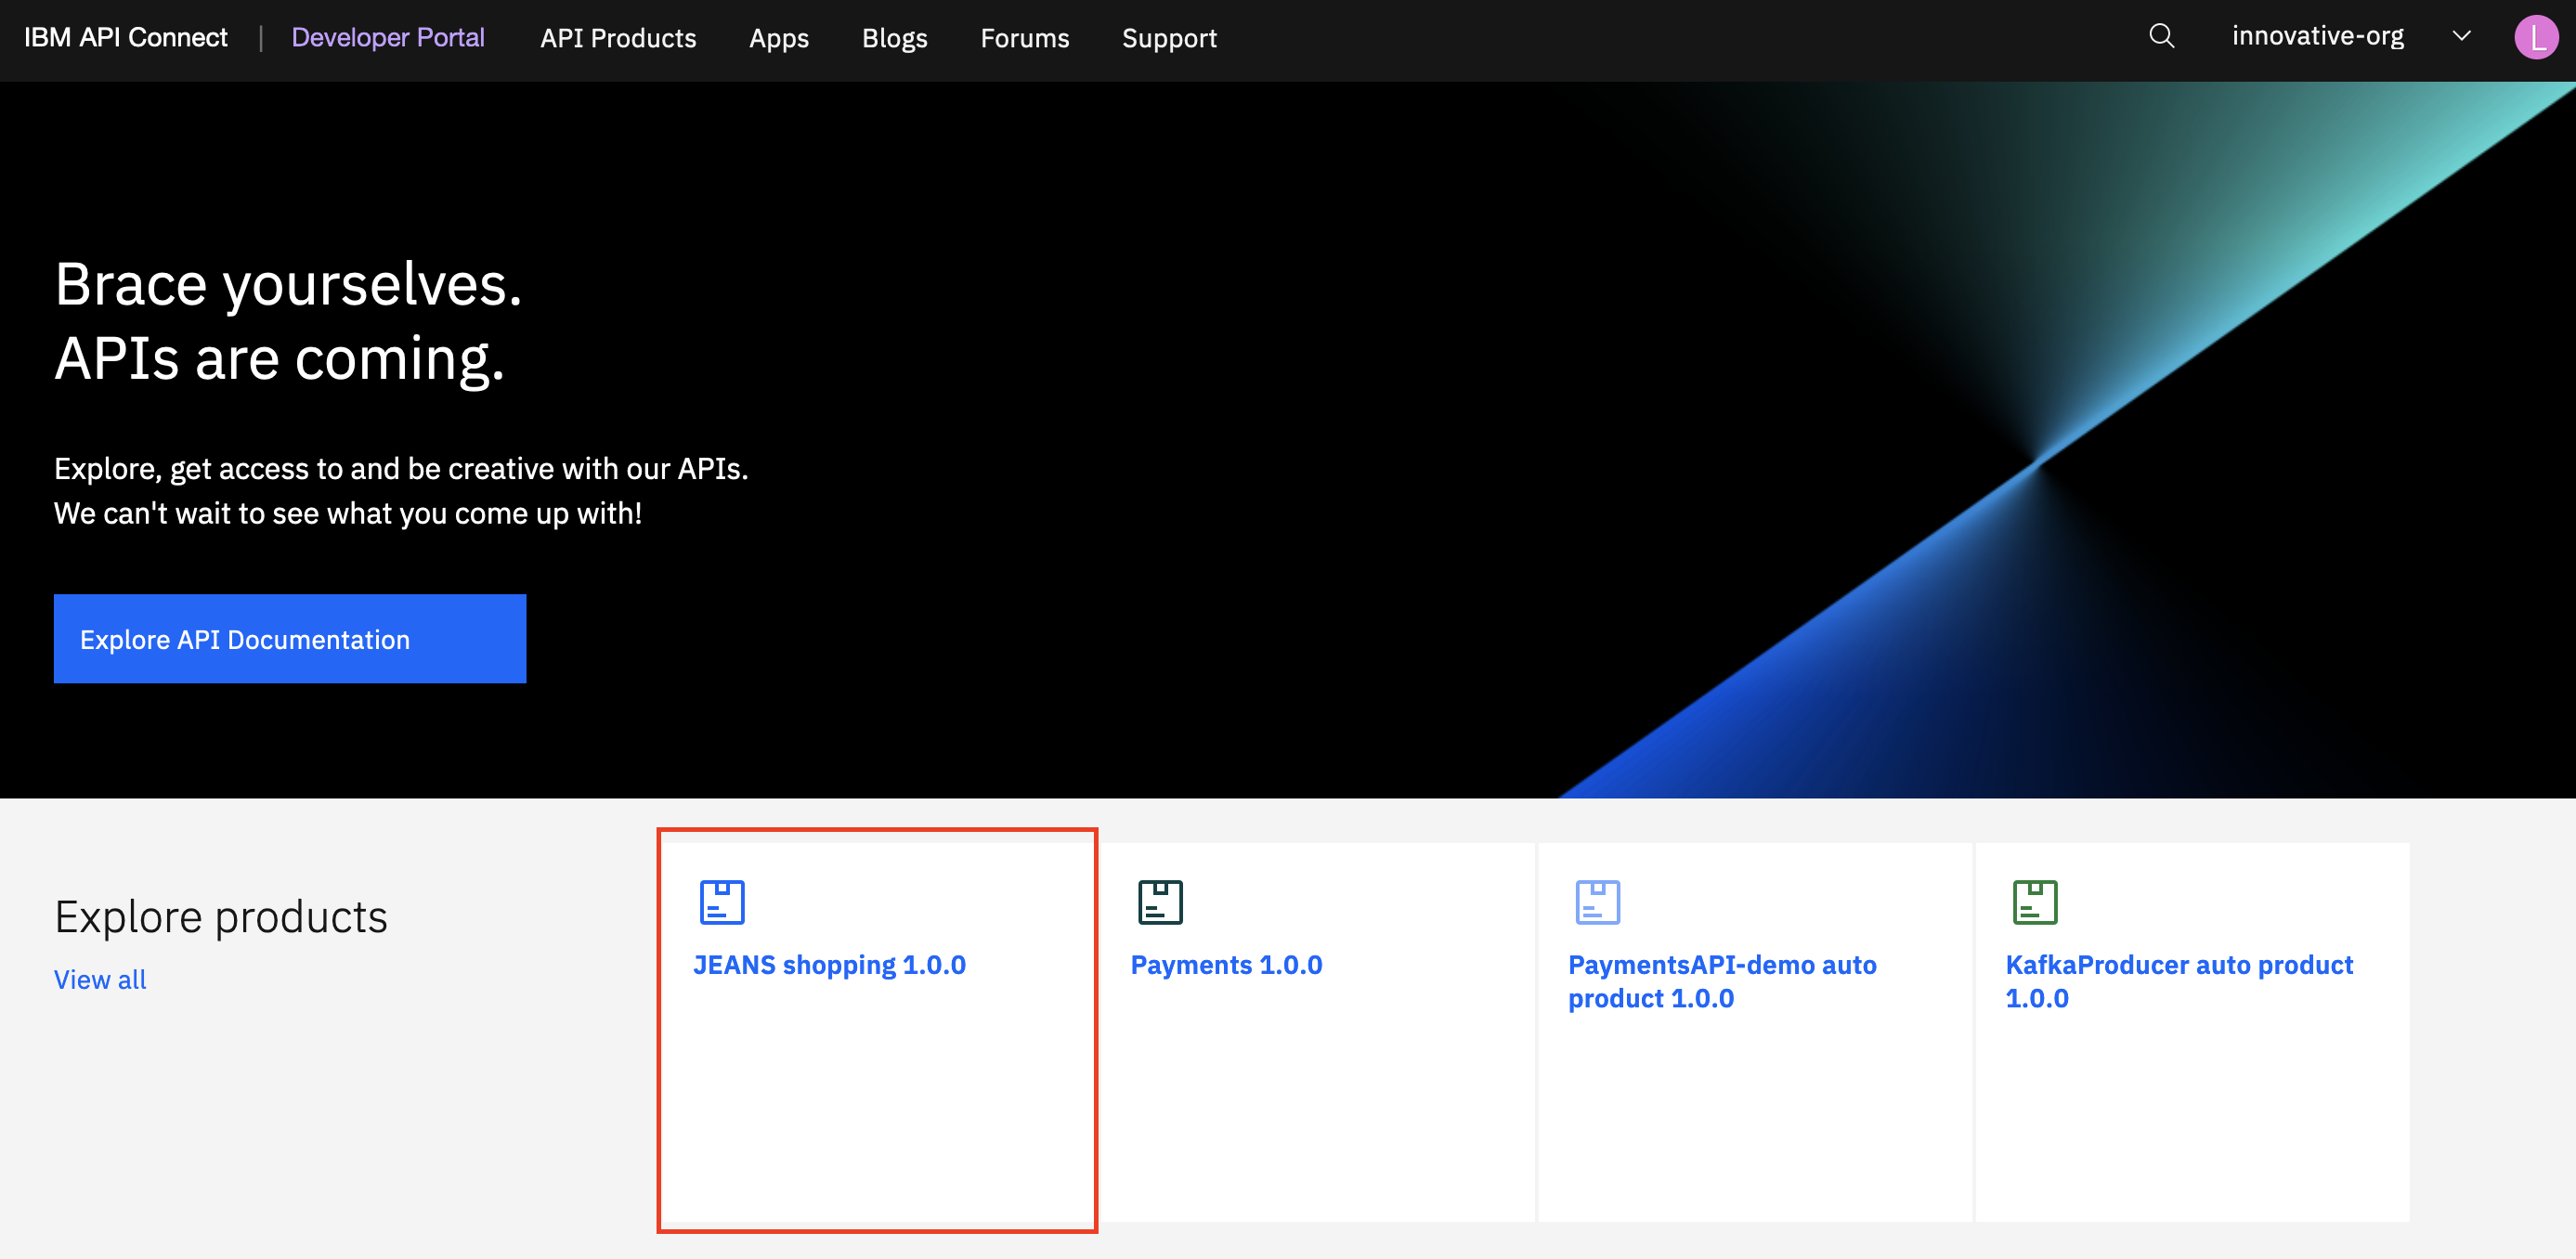 IBM API Connect | Developer Portal API Products Apps Blogs Forums Support innovative-org L
Brace yourselves.
APIs are coming.
Explore, get access to and be creative with our APIs.
We can't wait to see what you come up with!
Explore API Documentation
Explore products
View all
JEANS shopping 1.0.0
Payments 1.0.0
PaymentsAPI-demo auto
product 1.0.0
KafkaProducer auto product
1.0.0